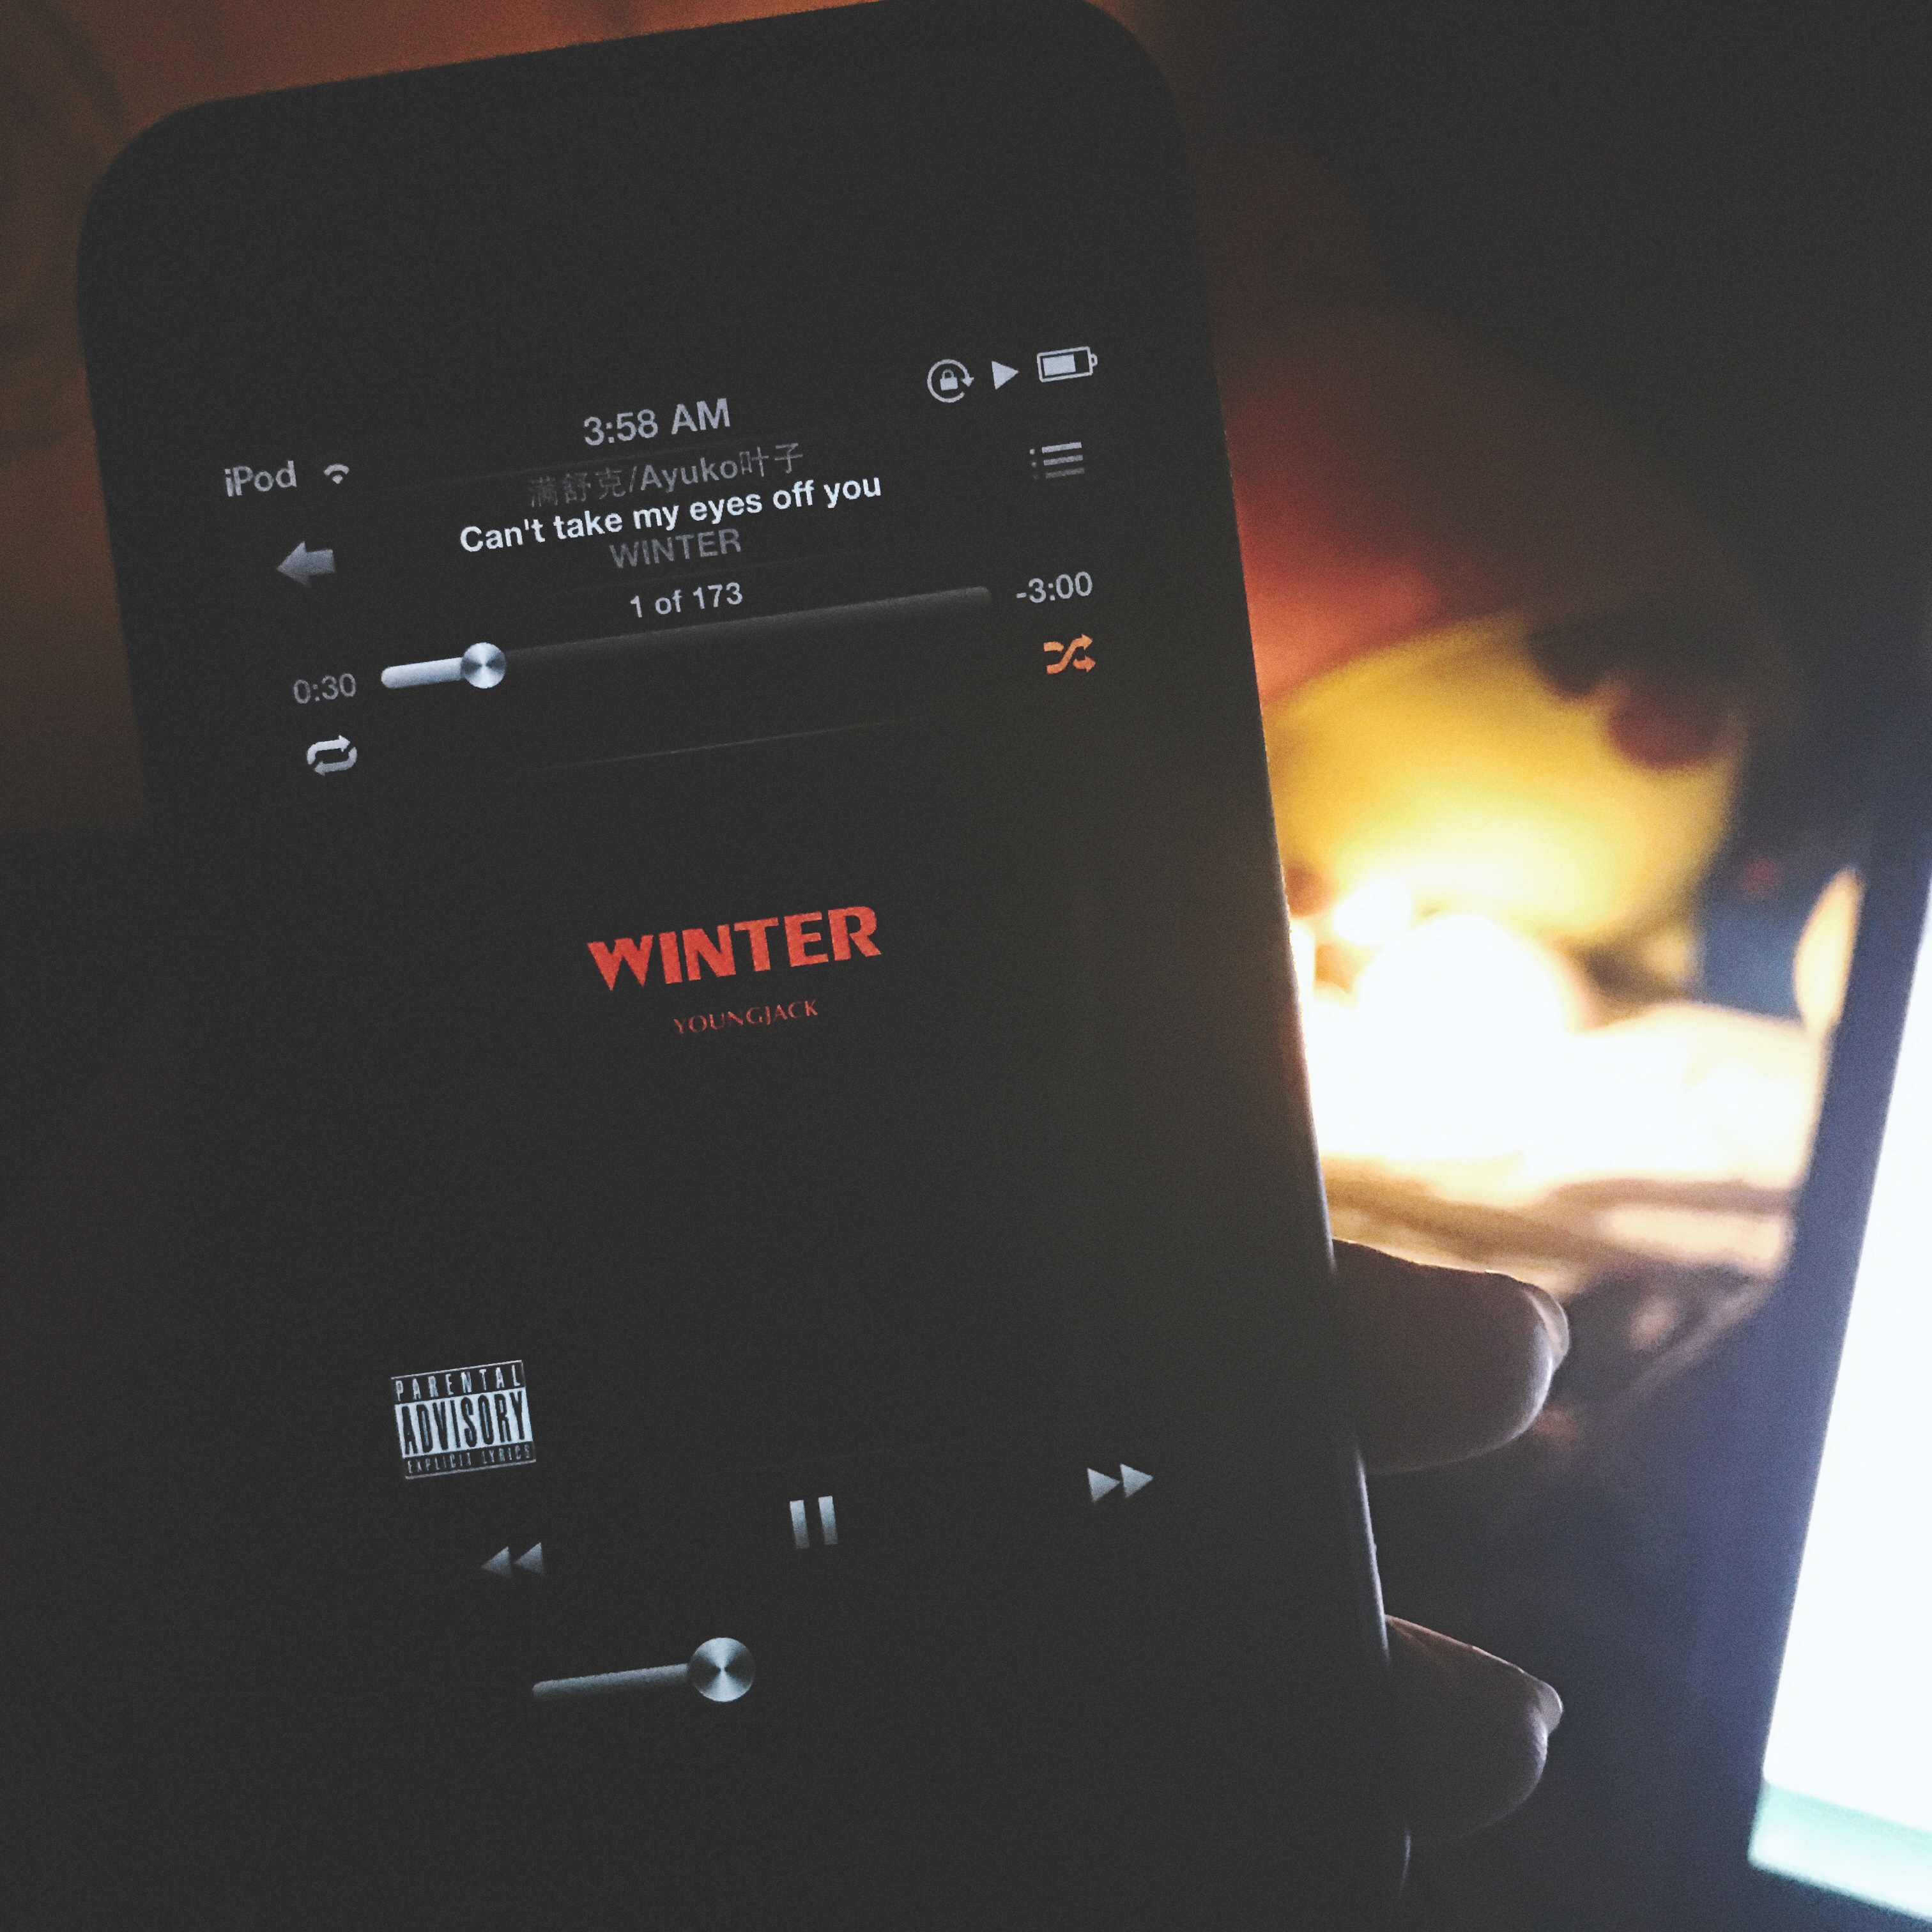 iPod
3:58 AM
满舒克/Ayuko叶子
Can't take my eyes off you
WINTER
1 of 173
0:30
-3:00
WINTER
YOUNGJACK
PARENTAL
ADVISORY
EXPLICIT LYRICS